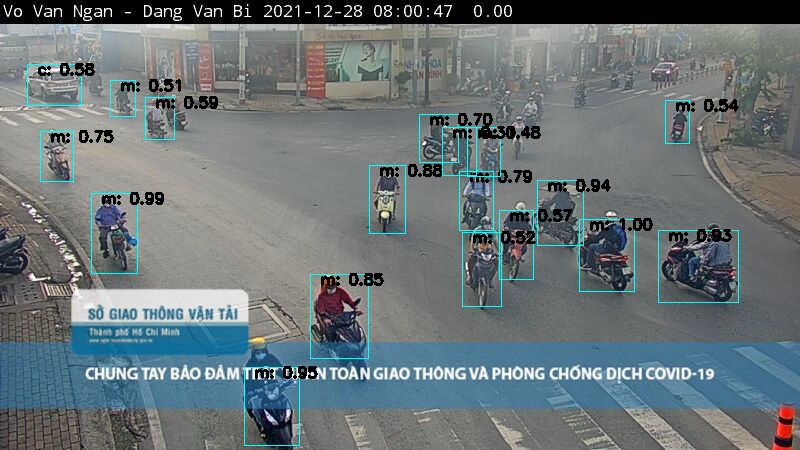 Vo Van Ngan - Dang Van Bi 2021-12-28 08:00:47 0.00
c: 0.58
m: 0.51
m: 0.59
m: 0.54
m: 0.70
m: 0.48
m: 0.75
m: 0.88
m: 0.79
m: 0.94
m: 0.99
m: 0.57
m: 1.00
m: 0.52
m: 0.93
m: 0.85
SỞ GIAO THÔNG VẬN TẢI
Thành phố Hồ Chí Minh
CHUNG TAY BẢO ĐẢM TOÀN GIAO THÔNG VÀ PHÒNG CHỐNG DỊCH COVID-19
m: 0.95